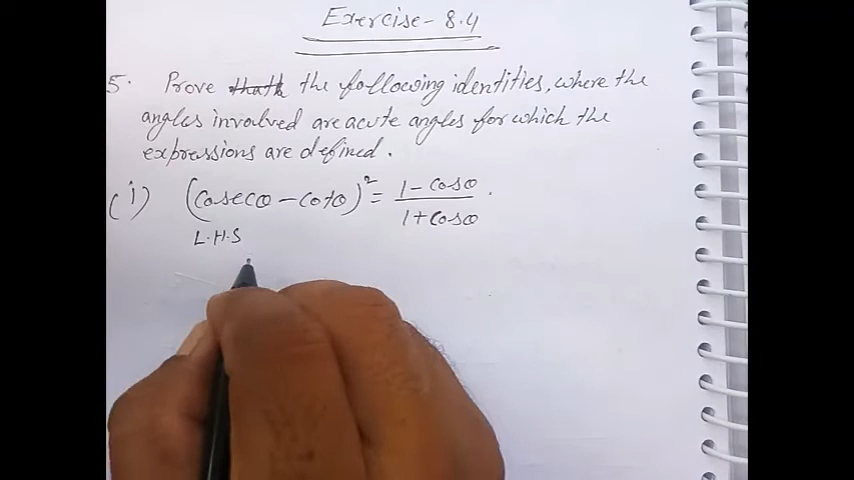 Exercise - 8.4
5. Prove that the following identities, where the
angles involved are acute angles for which the
expressions are defined.
(i) (cosecθ - cotθ)² = 1 - cosθ / 1 + cosθ .
L.H.S